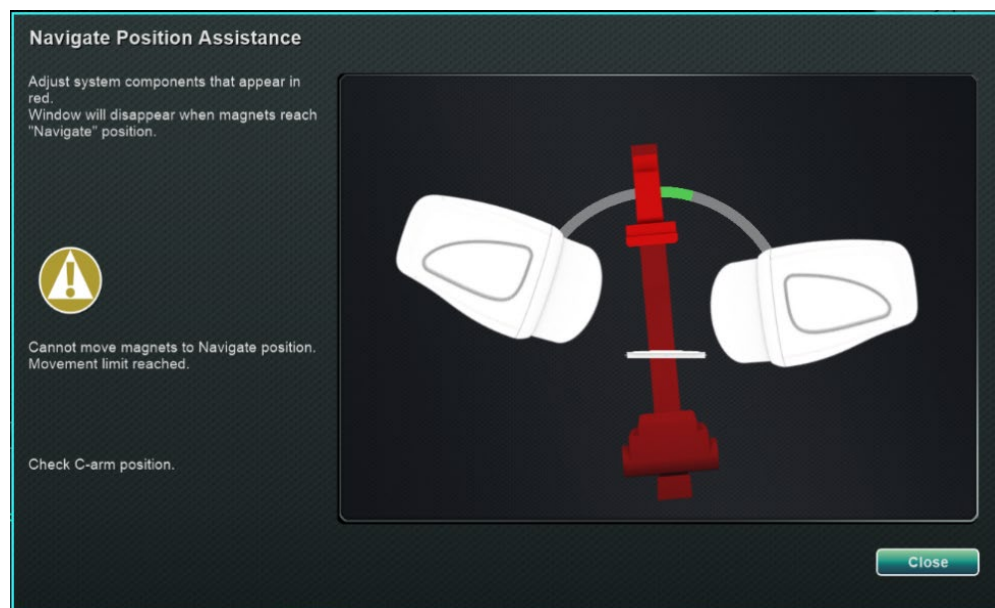 Navigate Position Assistance
Adjust system components that appear in
red.
Window will disappear when magnets reach
"Navigate" position.
Cannot move magnets to Navigate position.
Movement limit reached.
Check C-arm position.
Close